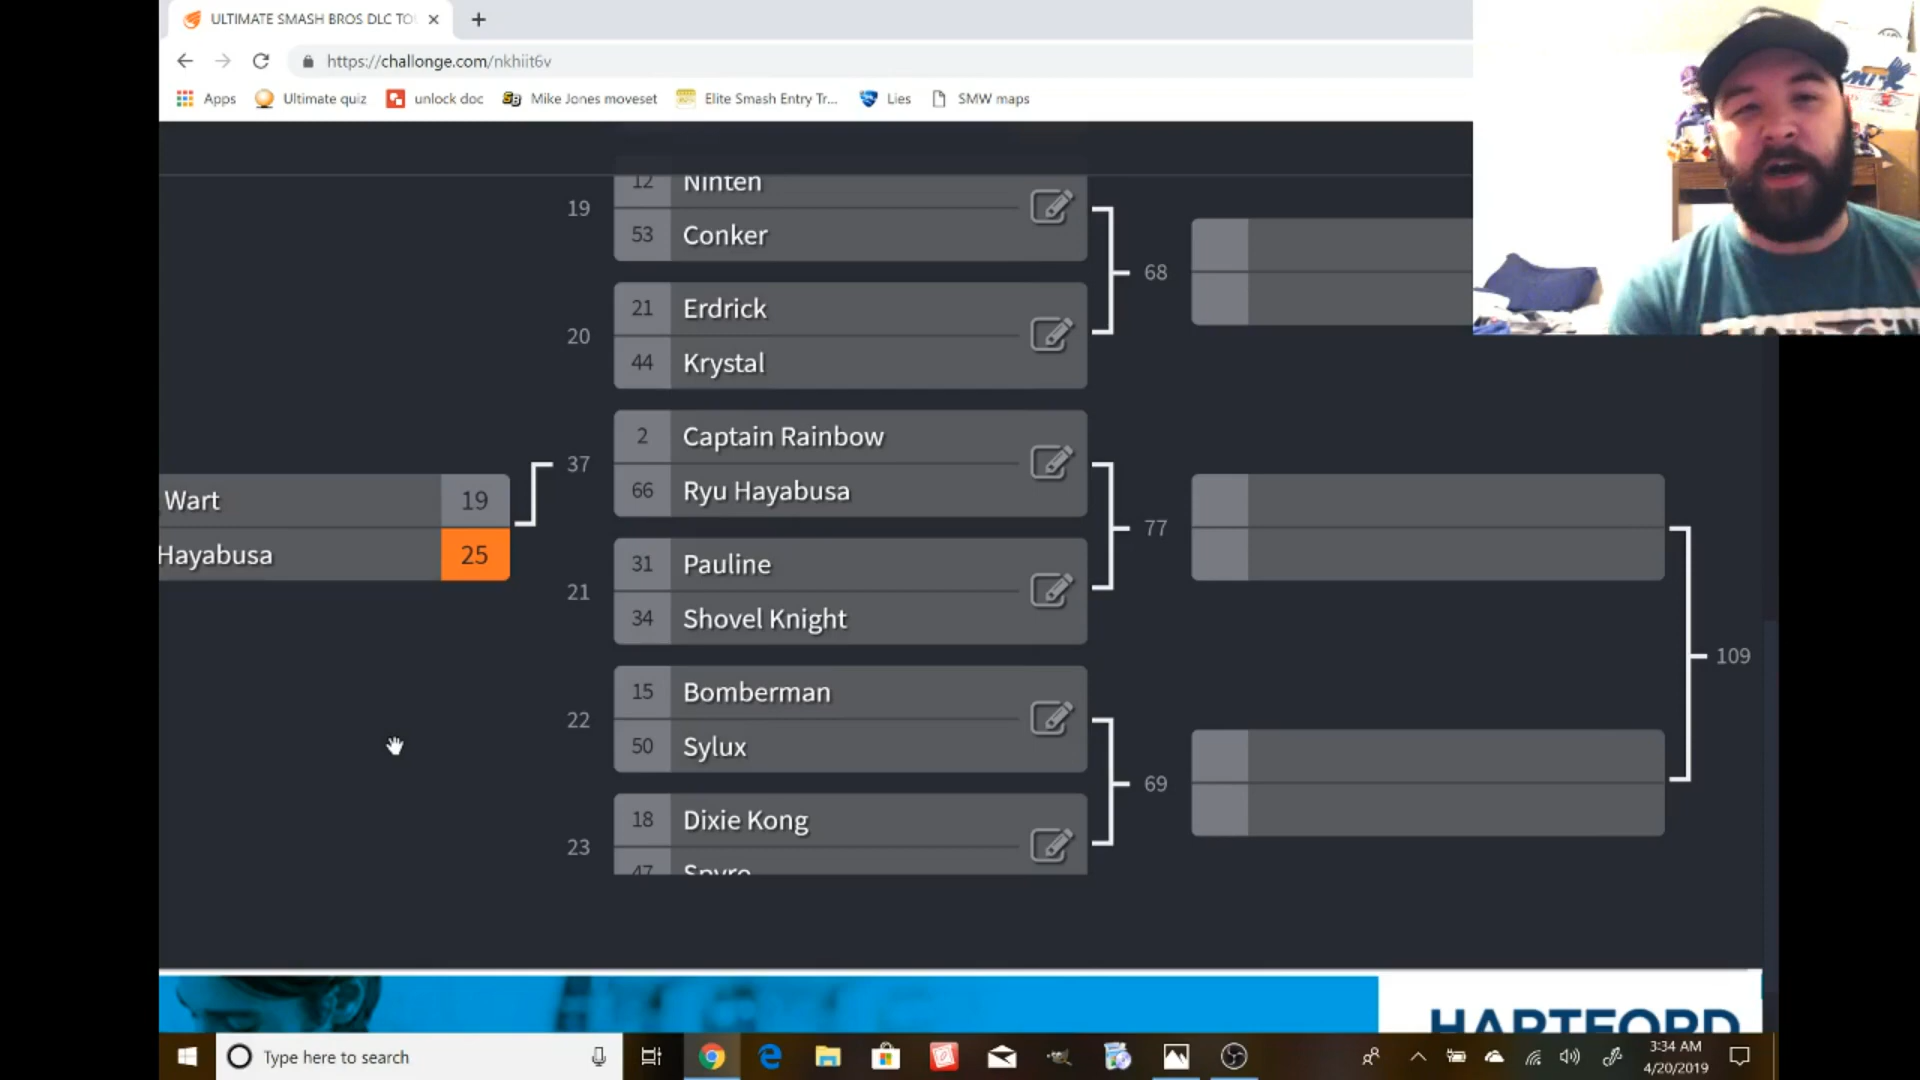 ULTIMATE SMASH BROS DLC TO
https://challonge.com/nkhiit6v
Apps Ultimate quiz unlock doc Mike Jones moveset Elite Smash Entry Tr... Lies SMW maps
12 Ninten
19
53 Conker
68
21 Erdrick
20
44 Krystal
2 Captain Rainbow
37
66 Ryu Hayabusa
Wart 19
Hayabusa 25
77
31 Pauline
21
34 Shovel Knight
109
15 Bomberman
22
50 Sylux
69
18 Dixie Kong
23
47 Spyro
HARTFORD
Type here to search
3:34 AM
4/20/2019